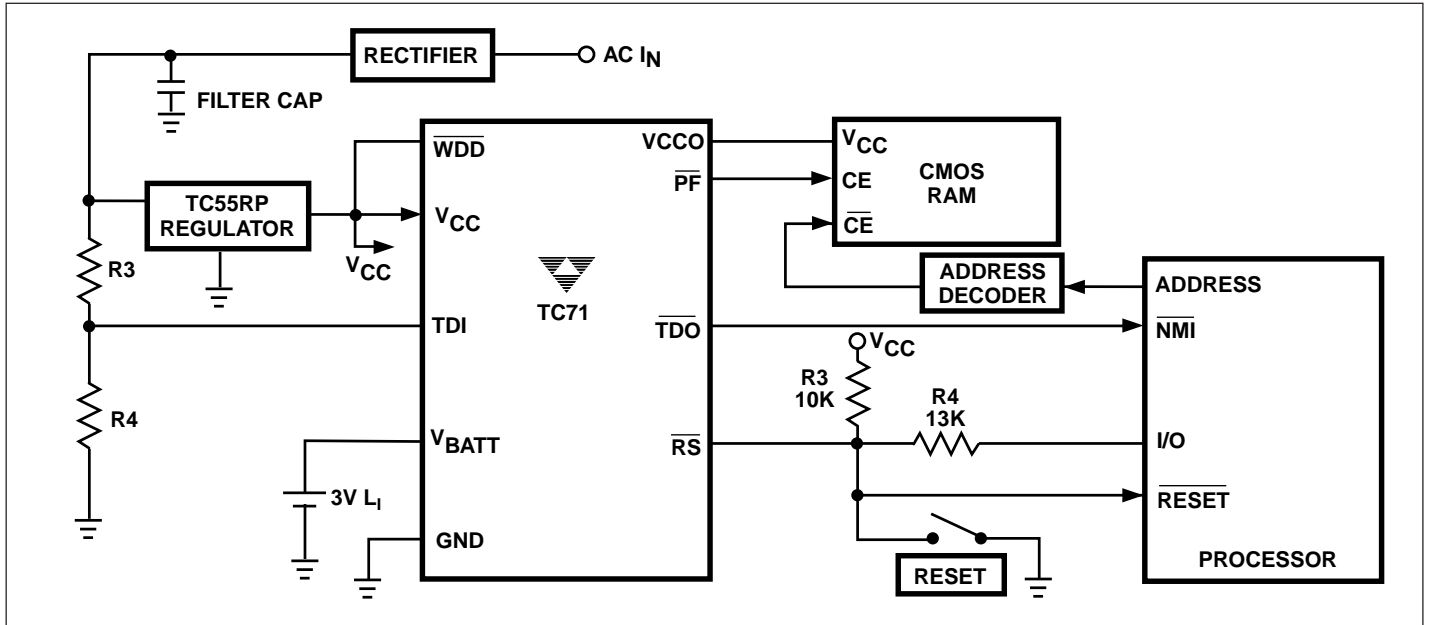 RECTIFIER
AC IN
FILTER CAP
TC55RP
REGULATOR
VCC
R3
R4
3V LI
WDD
VCC
TDI
VBATT
GND
TC71
VCCO
PF
TDO
RS
VCC
CE
CE
CMOS
RAM
ADDRESS
DECODER
VCC
R3
10K
R4
13K
RESET
ADDRESS
NMI
I/O
RESET
PROCESSOR